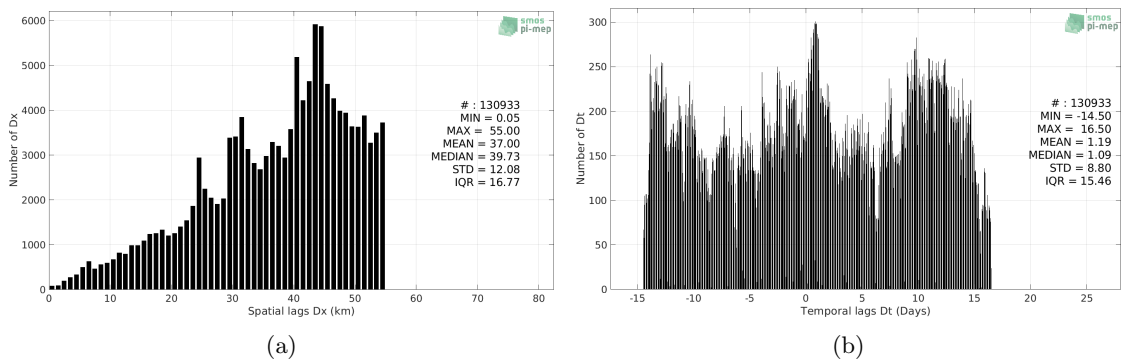 6000
5000
4000
3000
2000
1000
0
Number of Dx
0 10 20 30 40 50 60 70 80
Spatial lags Dx (km)
smos
pi-mep
# : 130933
MIN = 0.05
MAX = 55.00
MEAN = 37.00
MEDIAN = 39.73
STD = 12.08
IQR = 16.77
(a)
300
250
200
150
100
50
0
Number of Dt
-15 -10 -5 0 5 10 15 20 25
Temporal lags Dt (Days)
smos
pi-mep
# : 130933
MIN = -14.50
MAX = 16.50
MEAN = 1.19
MEDIAN = 1.09
STD = 8.80
IQR = 15.46
(b)